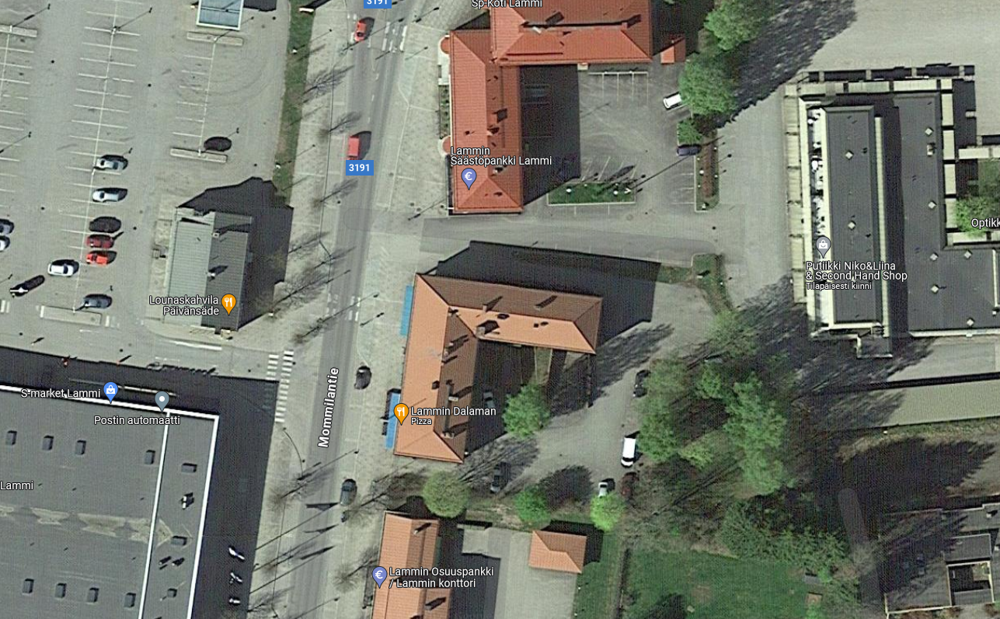 3191
Sp-Koti Lammi
Lammin
Säästöpankki Lammi
3191
Optikk
Putiikki Niko&Liina
& Second Hand Shop
Tilapäisesti kiinni
Lounaskahvila
Päivänsäde
S-market Lammi
Postin automaatti
Mommilantie
Lammin Dalaman
Pizza
Lammi
Lammin Osuuspankki
/ Lammin konttori